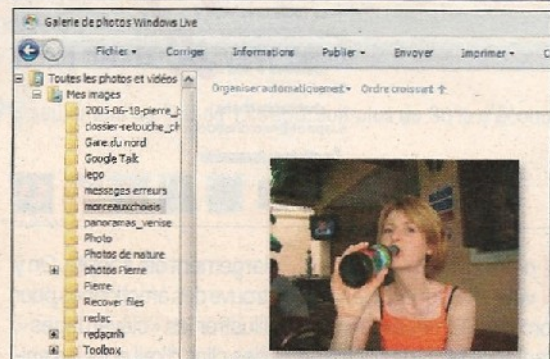 Galerie de photos Windows Live
Fichier Corriger Informations Publier Envoyer Imprimer
Toutes les photos et vidéos
Organiser automatiquement Ordre croissant
Mes images
2005-06-18-pierre_
dossier-retouche_ph
Gare du nord
Google Talk
lego
messages erreurs
morceauxchoisis
panoramas_venise
Photo
Photos de nature
photos Pierre
Pierre
Recover files
redac
redacmh
Toolbox